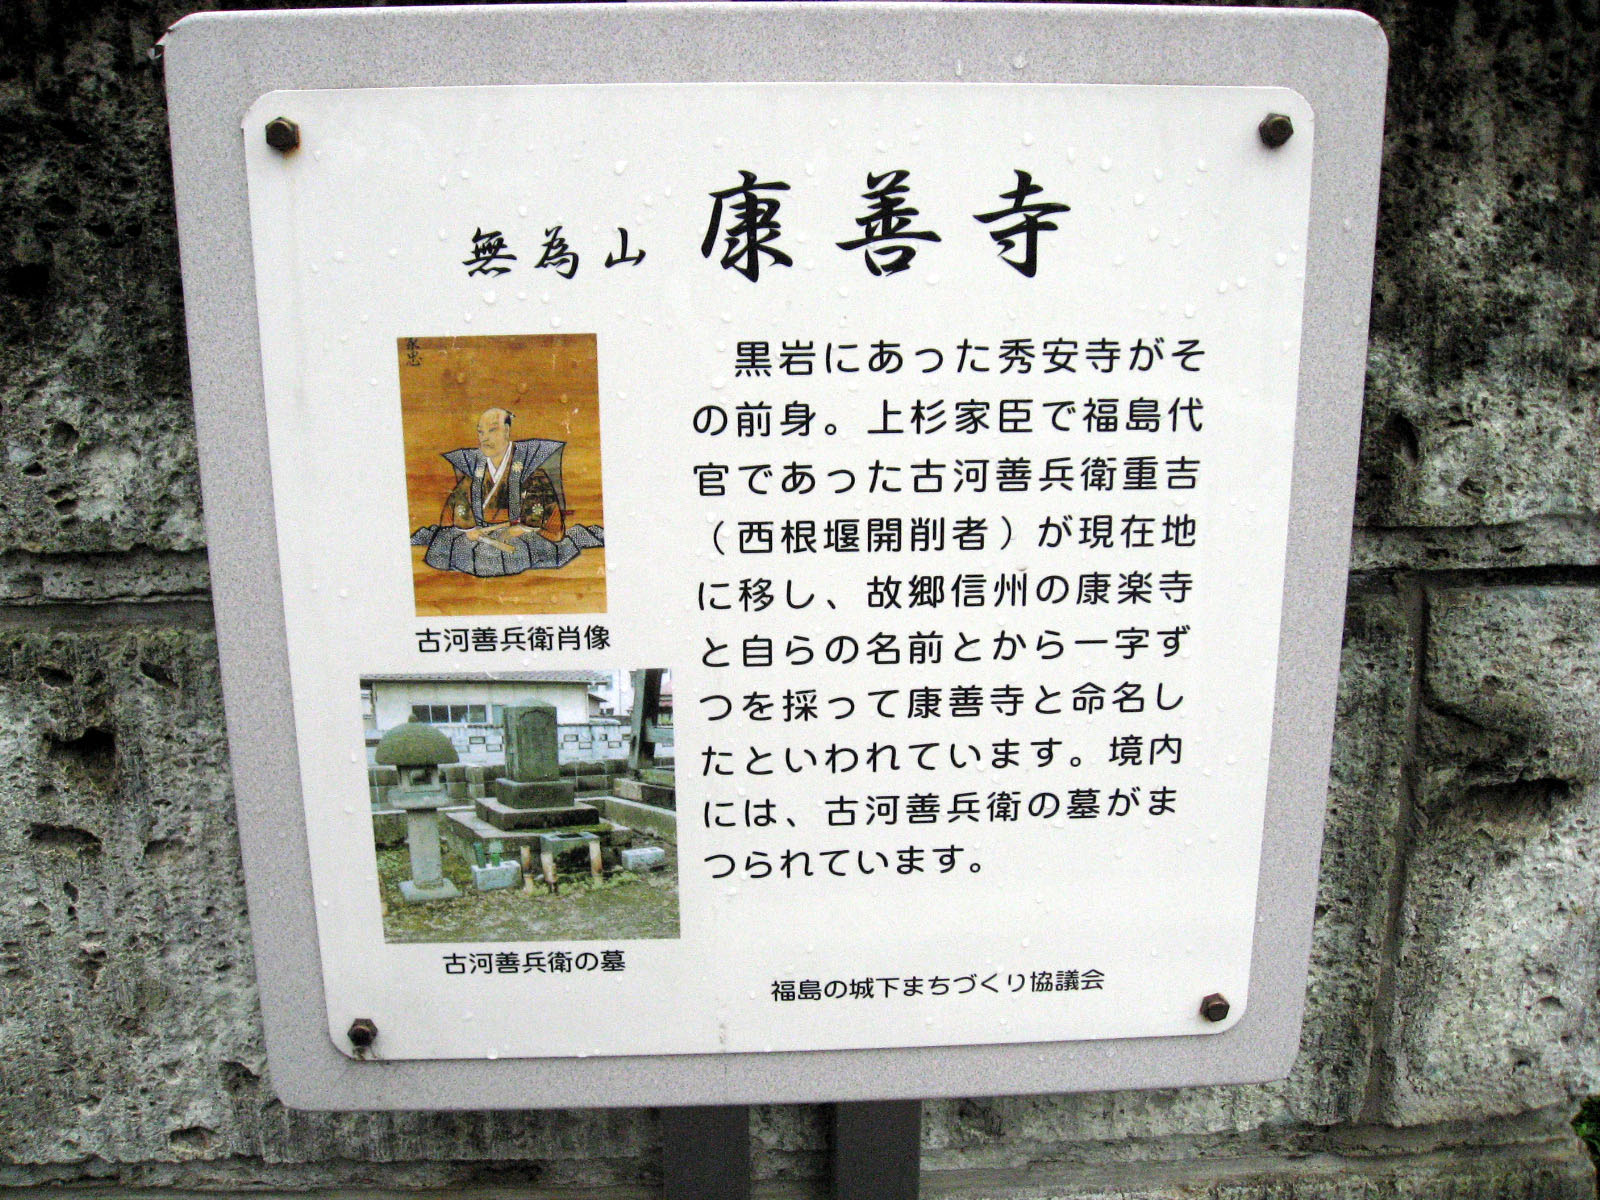 無為山 康善寺
黒岩にあった秀安寺がそ
の前身。上杉家臣で福島代
官であった古河善兵衛重吉
（西根堰開削者）が現在地
に移し、故郷信州の康楽寺
と自らの名前とから一字ず
つを採って康善寺と命名し
たといわれています。境内
には、古河善兵衛の墓がま
つられています。
古河善兵衛肖像
古河善兵衛の墓
福島の城下まちづくり協議会